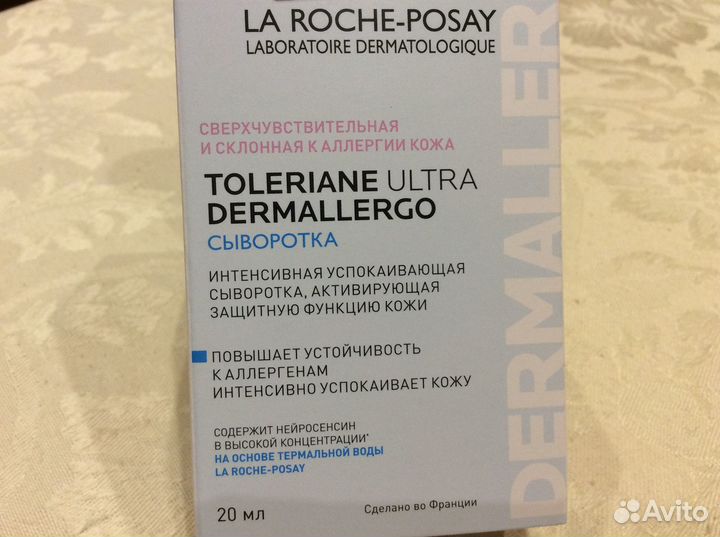 LA ROCHE-POSAY
LABORATOIRE DERMATOLOGIQUE
СВЕРХЧУВСТВИТЕЛЬНАЯ
И СКЛОННАЯ К АЛЛЕРГИИ КОЖА
TOLERIANE ULTRA
DERMALLERGO
СЫВОРОТКА
ИНТЕНСИВНАЯ УСПОКАИВАЮЩАЯ
СЫВОРОТКА, АКТИВИРУЮЩАЯ
ЗАЩИТНУЮ ФУНКЦИЮ КОЖИ
ПОВЫШАЕТ УСТОЙЧИВОСТЬ
К АЛЛЕРГЕНАМ
ИНТЕНСИВНО УСПОКАИВАЕТ КОЖУ
СОДЕРЖИТ НЕЙРОСЕНСИН
В ВЫСОКОЙ КОНЦЕНТРАЦИИ*
НА ОСНОВЕ ТЕРМАЛЬНОЙ ВОДЫ
LA ROCHE-POSAY
20 МЛ
Сделано во Франции
DERMALLER
Avito